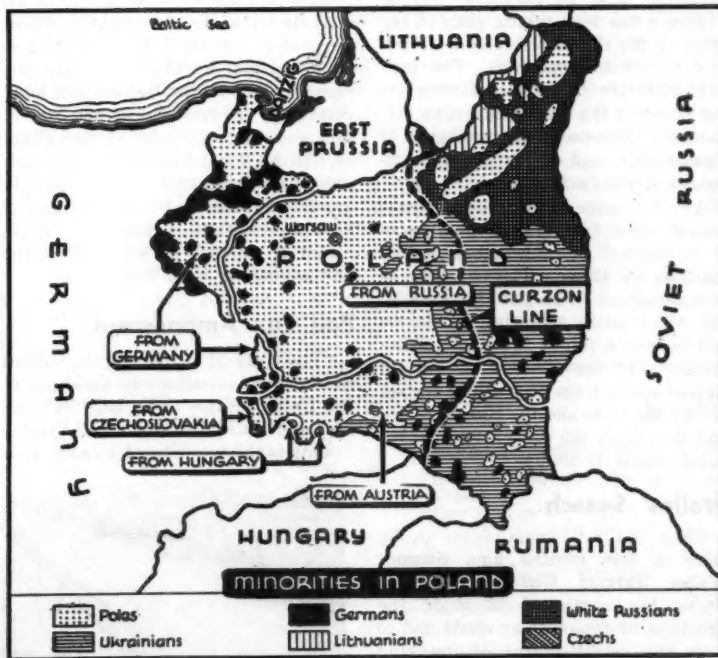 Baltic Sea
LITHUANIA
DANZIG
EAST
PRUSSIA
SOVIET RUSSIA
GERMANY
Warsaw
POLAND
FROM RUSSIA
CURZON
LINE
FROM
GERMANY
FROM
CZECHOSLOVAKIA
FROM HUNGARY
FROM AUSTRIA
HUNGARY
RUMANIA
MINORITIES IN POLAND
Poles
Germans
White Russians
Ukrainians
Lithuanians
Czechs